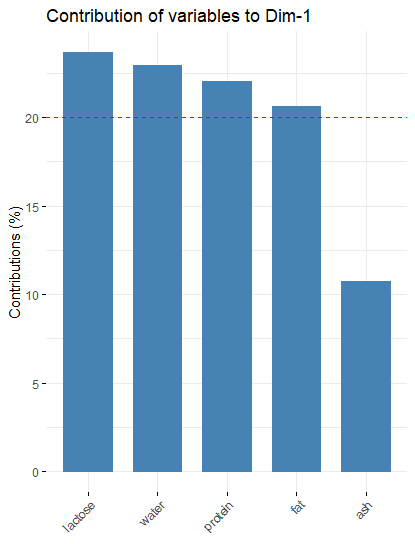 Contribution of variables to Dim-1
Contributions (%)
20
15
10
5
0
lactose
water
protein
fat
ash